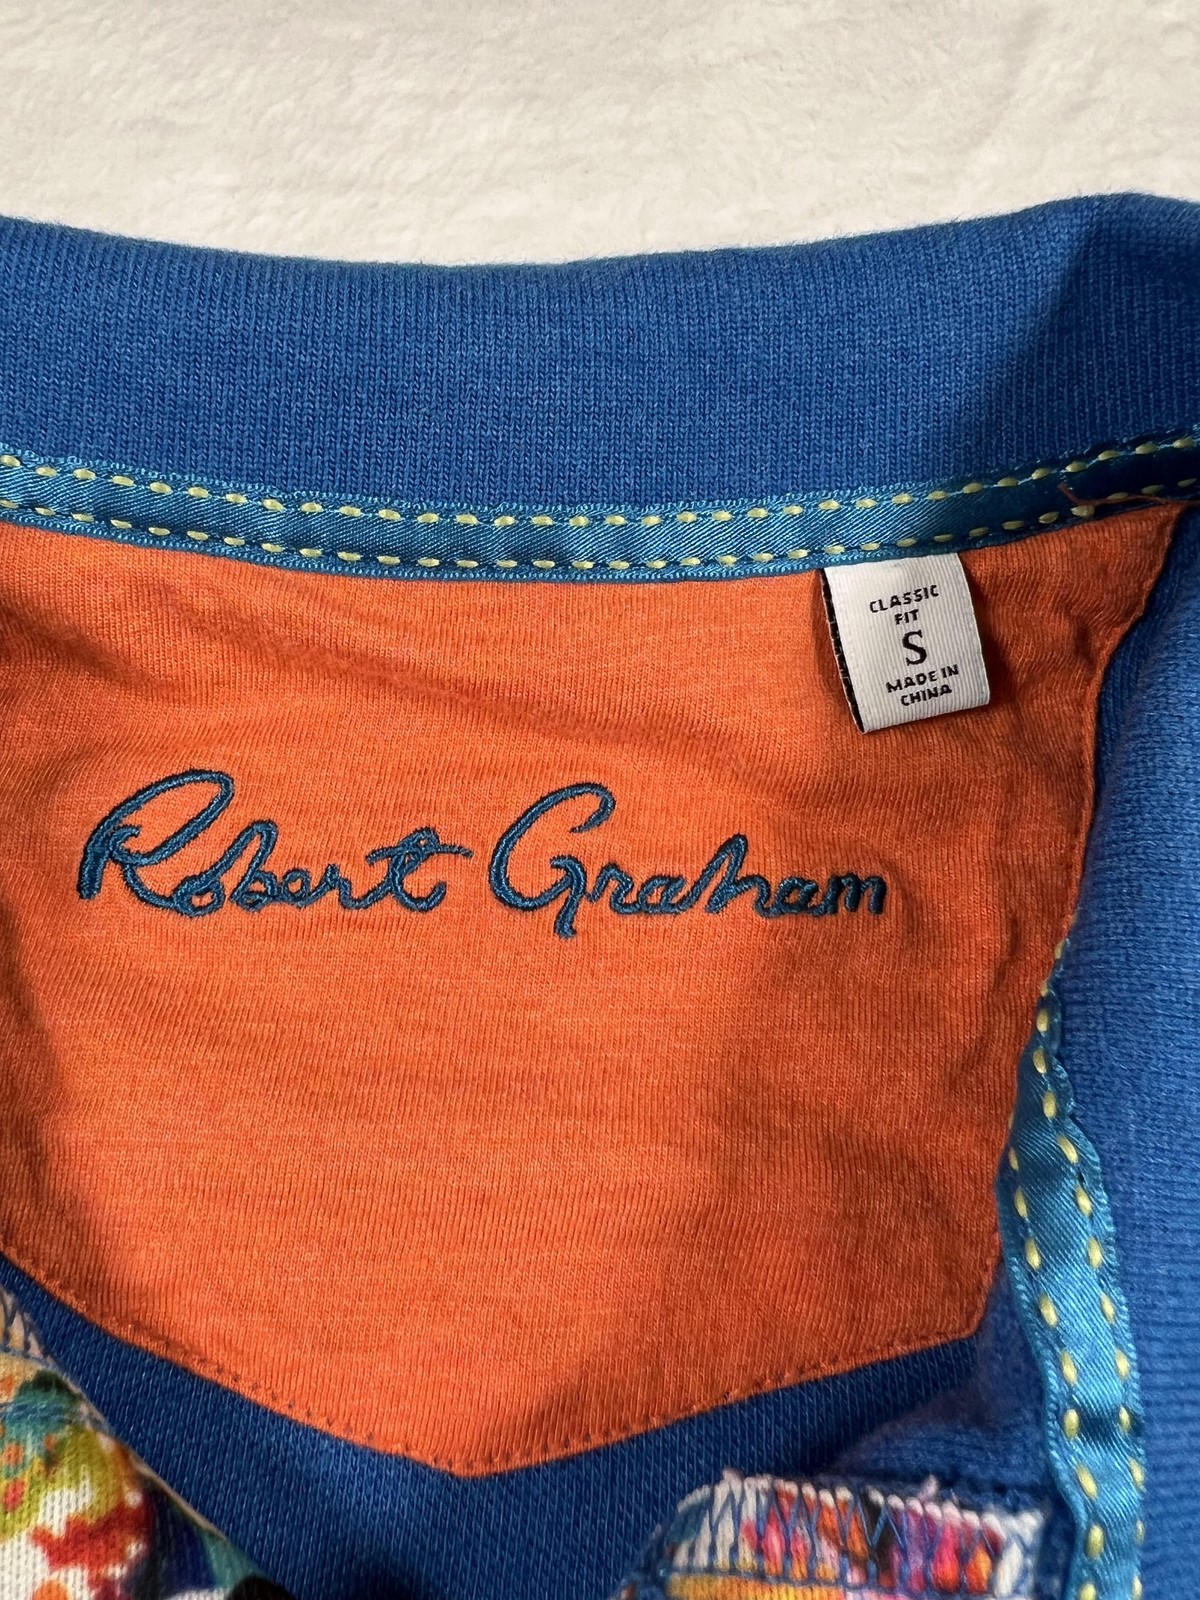 CLASSIC
FIT
S
MADE IN
CHINA
Robert Graham